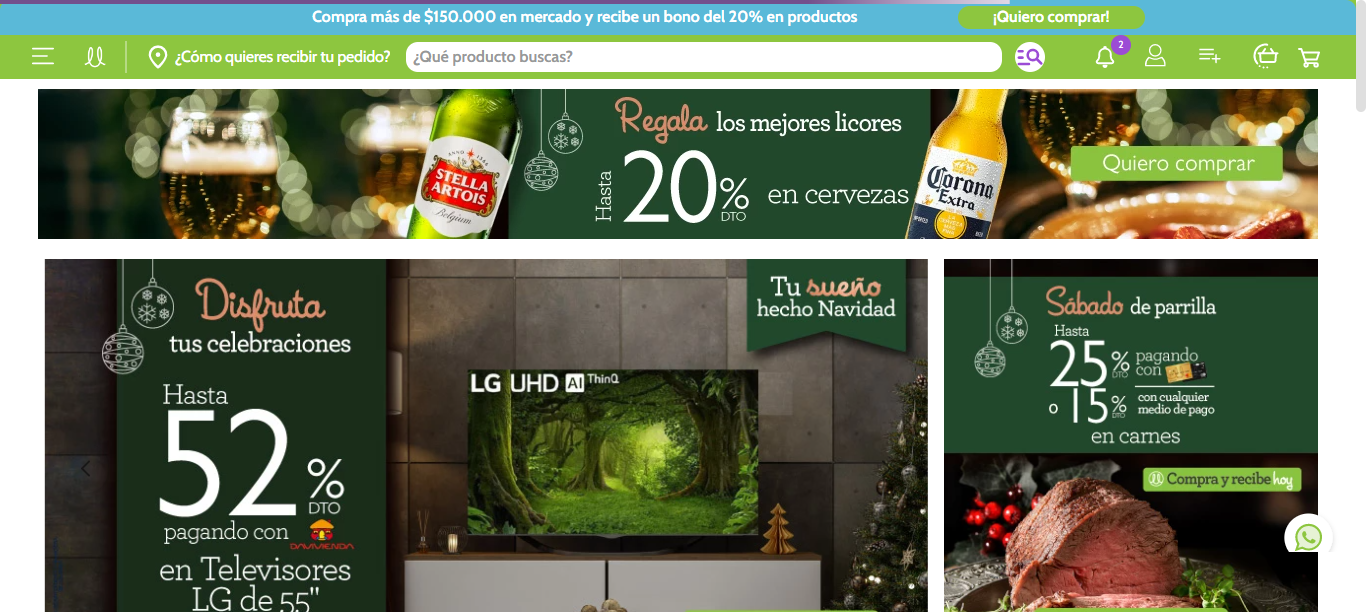 Compra más de $150.000 en mercado y recibe un bono del 20% en productos
¡Quiero comprar!
¿Cómo quieres recibir tu pedido?
¿Qué producto buscas?
2
Regala los mejores licores
Hasta 20% DTO en cervezas
Quiero comprar
ANNO 1366
STELLA
ARTOIS
Belgium
Corona
Extra
Disfruta
tus celebraciones
Hasta
52% DTO
pagando con DAVIVIENDA
en Televisores
LG de 55"
LG UHD AI ThinQ
Tu sueño
hecho Navidad
Sábado de parrilla
Hasta
25% DTO pagando con
o 15% DTO con cualquier medio de pago
en carnes
Compra y recibe hoy